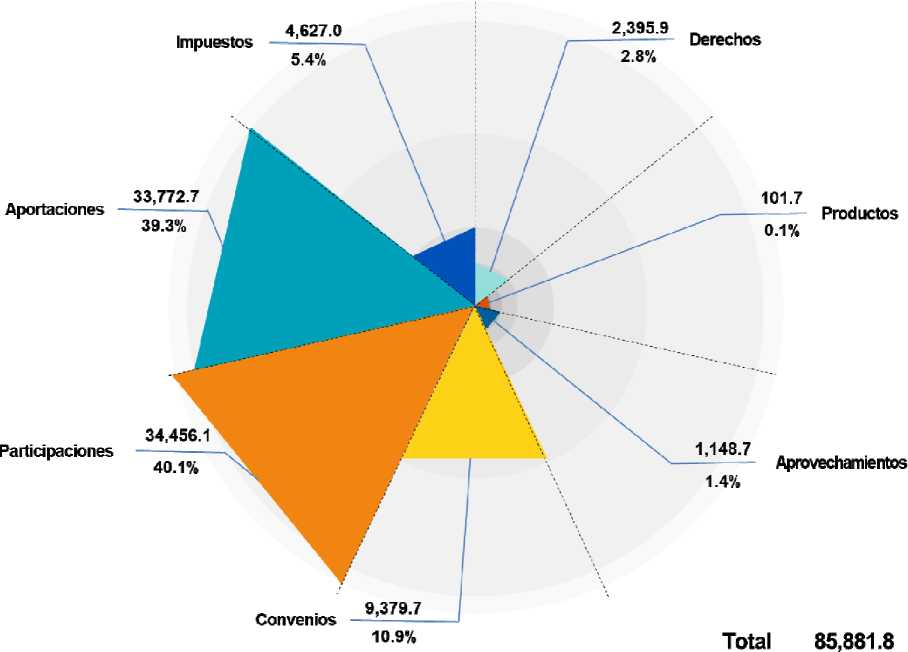 Impuestos
4,627.0
5.4%
2,395.9
2.8%
Derechos
Aportaciones
33,772.7
39.3%
101.7
0.1%
Productos
Participaciones
34,456.1
40.1%
1,148.7
1.4%
Aprovechamientos
Convenios
9,379.7
10.9%
Total 85,881.8